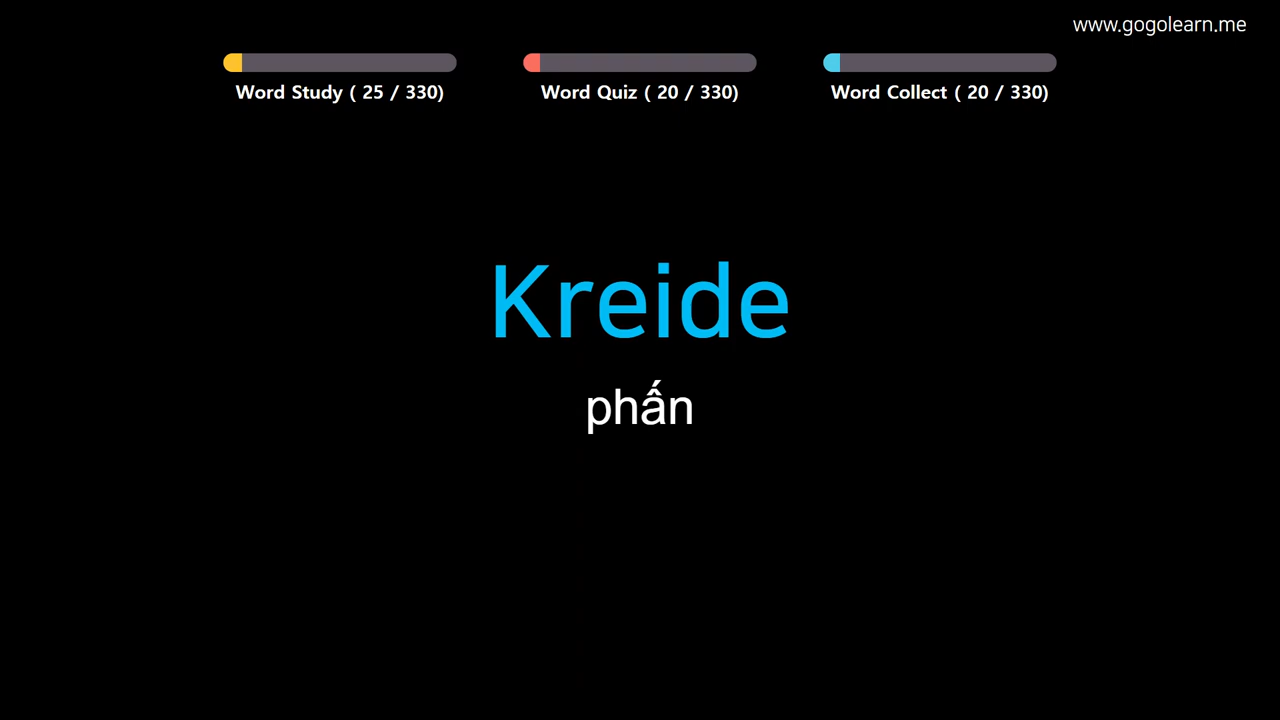 www.gogolearn.me
Word Study ( 25 / 330)
Word Quiz ( 20 / 330)
Word Collect ( 20 / 330)
Kreide
phấn